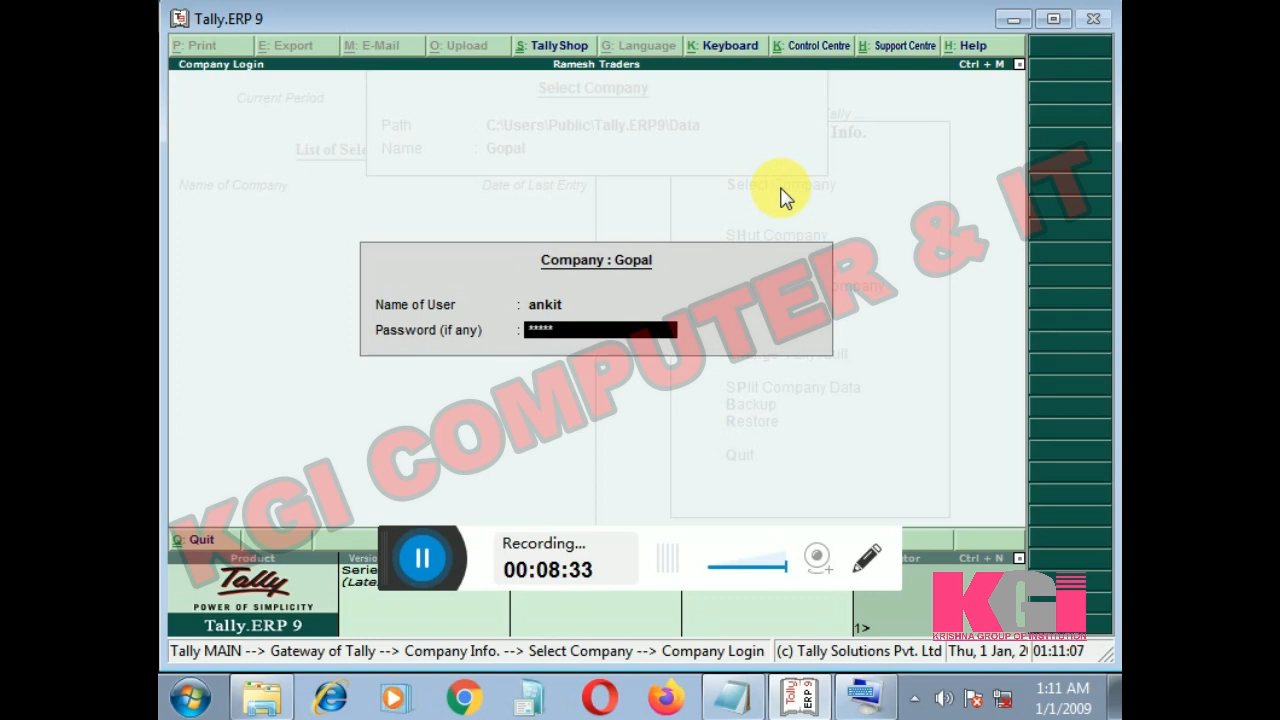 Tally.ERP 9
P: Print
E: Export
M: E-Mail
O: Upload
S: TallyShop
G: Language
K: Keyboard
K: Control Centre
H: Support Centre
H: Help
Company Login
Ramesh Traders
Ctrl + M
Current Period
Select Company
Path
C:\Users\Public\Tally.ERP9\Data
Name : Gopal
List of Sele
Info.
Name of Company
Date of Last Entry
Select Company
SHut Company
Company : Gopal
Name of User : ankit
Password (if any) : *****
SPlit Company Data
Backup
Restore
Quit
KGI COMPUTER & IT
Q: Quit
Product
Ctrl + N
Tally
POWER OF SIMPLICITY
Tally.ERP 9
Recording...
00:08:33
1>
KGI
KRISHNA GROUP OF INSTITUTION
Tally MAIN --> Gateway of Tally --> Company Info. --> Select Company --> Company Login
(c) Tally Solutions Pvt. Ltd
Thu, 1 Jan, 2
01:11:07
Tally
ERP 9
1:11 AM
1/1/2009